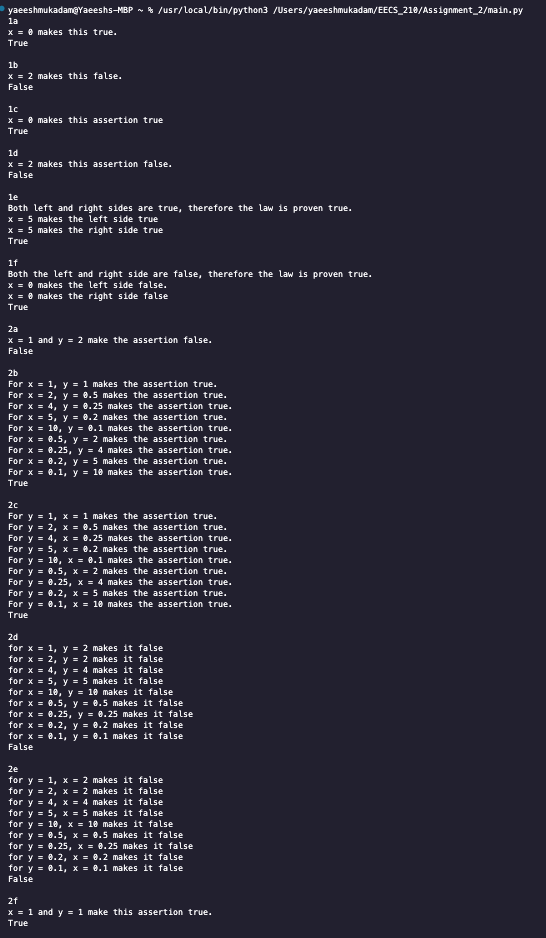 yaeeshmukadam@Yaeeshs-MBP ~ % /usr/local/bin/python3 /Users/yaeeshmukadam/EECS_210/Assignment_2/main.py
1a
x = 0 makes this true.
True
1b
x = 2 makes this false.
False
1c
x = 0 makes this assertion true
True
1d
x = 2 makes this assertion false.
False
1e
Both left and right sides are true, therefore the law is proven true.
x = 5 makes the left side true
x = 5 makes the right side true
True
1f
Both the left and right side are false, therefore the law is proven true.
x = 0 makes the left side false.
x = 0 makes the right side false
True
2a
x = 1 and y = 2 make the assertion false.
False
2b
For x = 1, y = 1 makes the assertion true.
For x = 2, y = 0.5 makes the assertion true.
For x = 4, y = 0.25 makes the assertion true.
For x = 5, y = 0.2 makes the assertion true.
For x = 10, y = 0.1 makes the assertion true.
For x = 0.5, y = 2 makes the assertion true.
For x = 0.25, y = 4 makes the assertion true.
For x = 0.2, y = 5 makes the assertion true.
For x = 0.1, y = 10 makes the assertion true.
True
2c
For y = 1, x = 1 makes the assertion true.
For y = 2, x = 0.5 makes the assertion true.
For y = 4, x = 0.25 makes the assertion true.
For y = 5, x = 0.2 makes the assertion true.
For y = 10, x = 0.1 makes the assertion true.
For y = 0.5, x = 2 makes the assertion true.
For y = 0.25, x = 4 makes the assertion true.
For y = 0.2, x = 5 makes the assertion true.
For y = 0.1, x = 10 makes the assertion true.
True
2d
for x = 1, y = 2 makes it false
for x = 2, y = 2 makes it false
for x = 4, y = 4 makes it false
for x = 5, y = 5 makes it false
for x = 10, y = 10 makes it false
for x = 0.5, y = 0.5 makes it false
for x = 0.25, y = 0.25 makes it false
for x = 0.2, y = 0.2 makes it false
for x = 0.1, y = 0.1 makes it false
False
2e
for y = 1, x = 2 makes it false
for y = 2, x = 2 makes it false
for y = 4, x = 4 makes it false
for y = 5, x = 5 makes it false
for y = 10, x = 10 makes it false
for y = 0.5, x = 0.5 makes it false
for y = 0.25, x = 0.25 makes it false
for y = 0.2, x = 0.2 makes it false
for y = 0.1, x = 0.1 makes it false
False
2f
x = 1 and y = 1 make this assertion true.
True